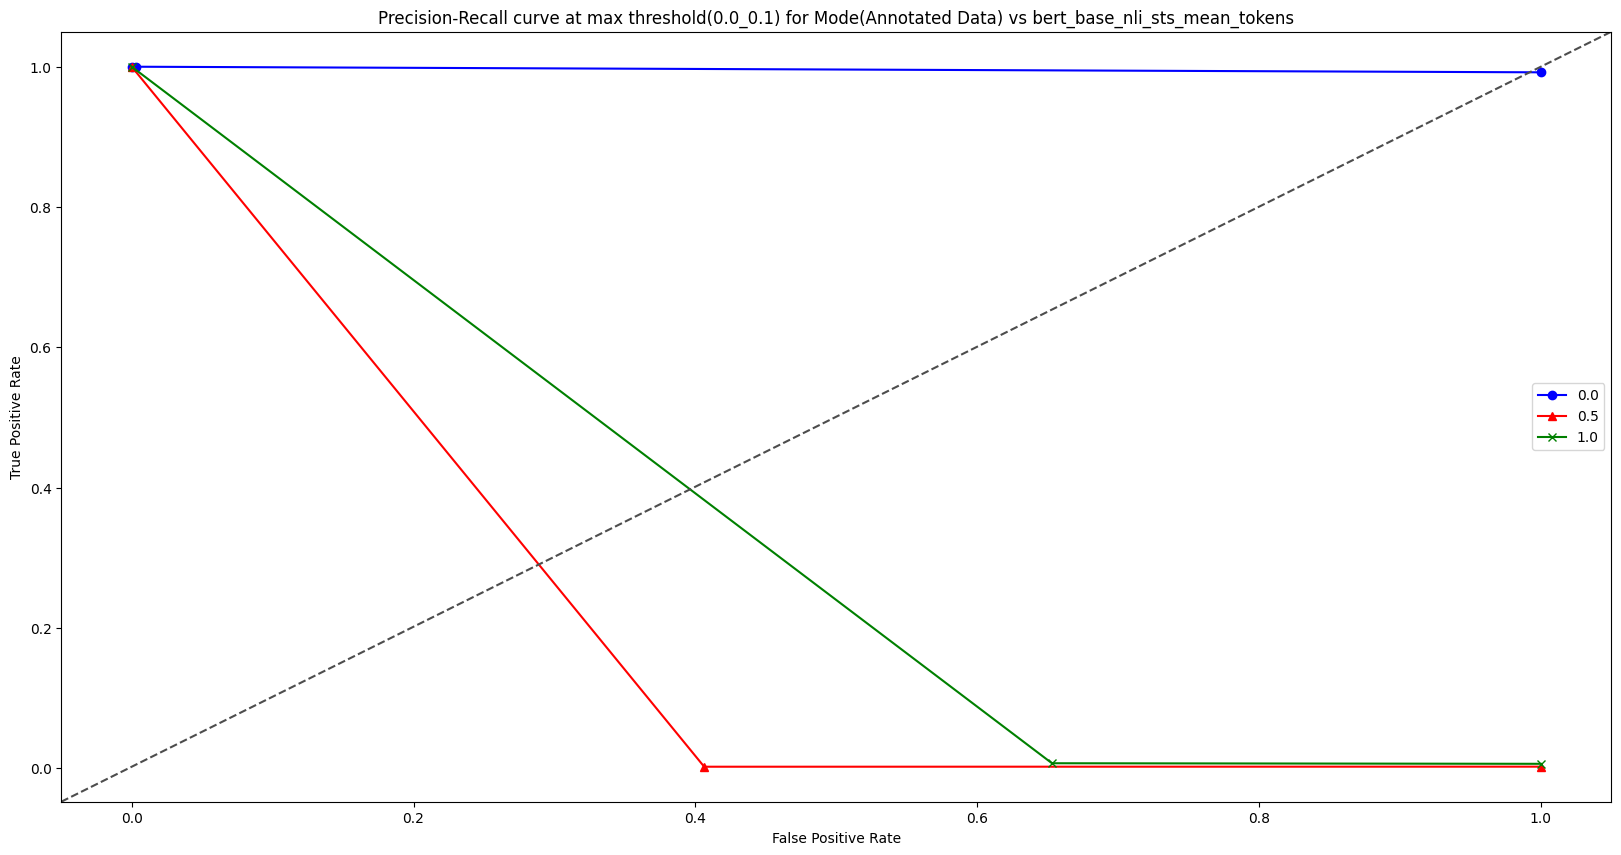 Precision-Recall curve at max threshold(0.0_0.1) for Mode(Annotated Data) vs bert_base_nli_sts_mean_tokens
1.0
0.8
0.6
0.4
0.2
0.0
True Positive Rate
0.0
0.5
1.0
0.0 0.2 0.4 0.6 0.8 1.0
False Positive Rate